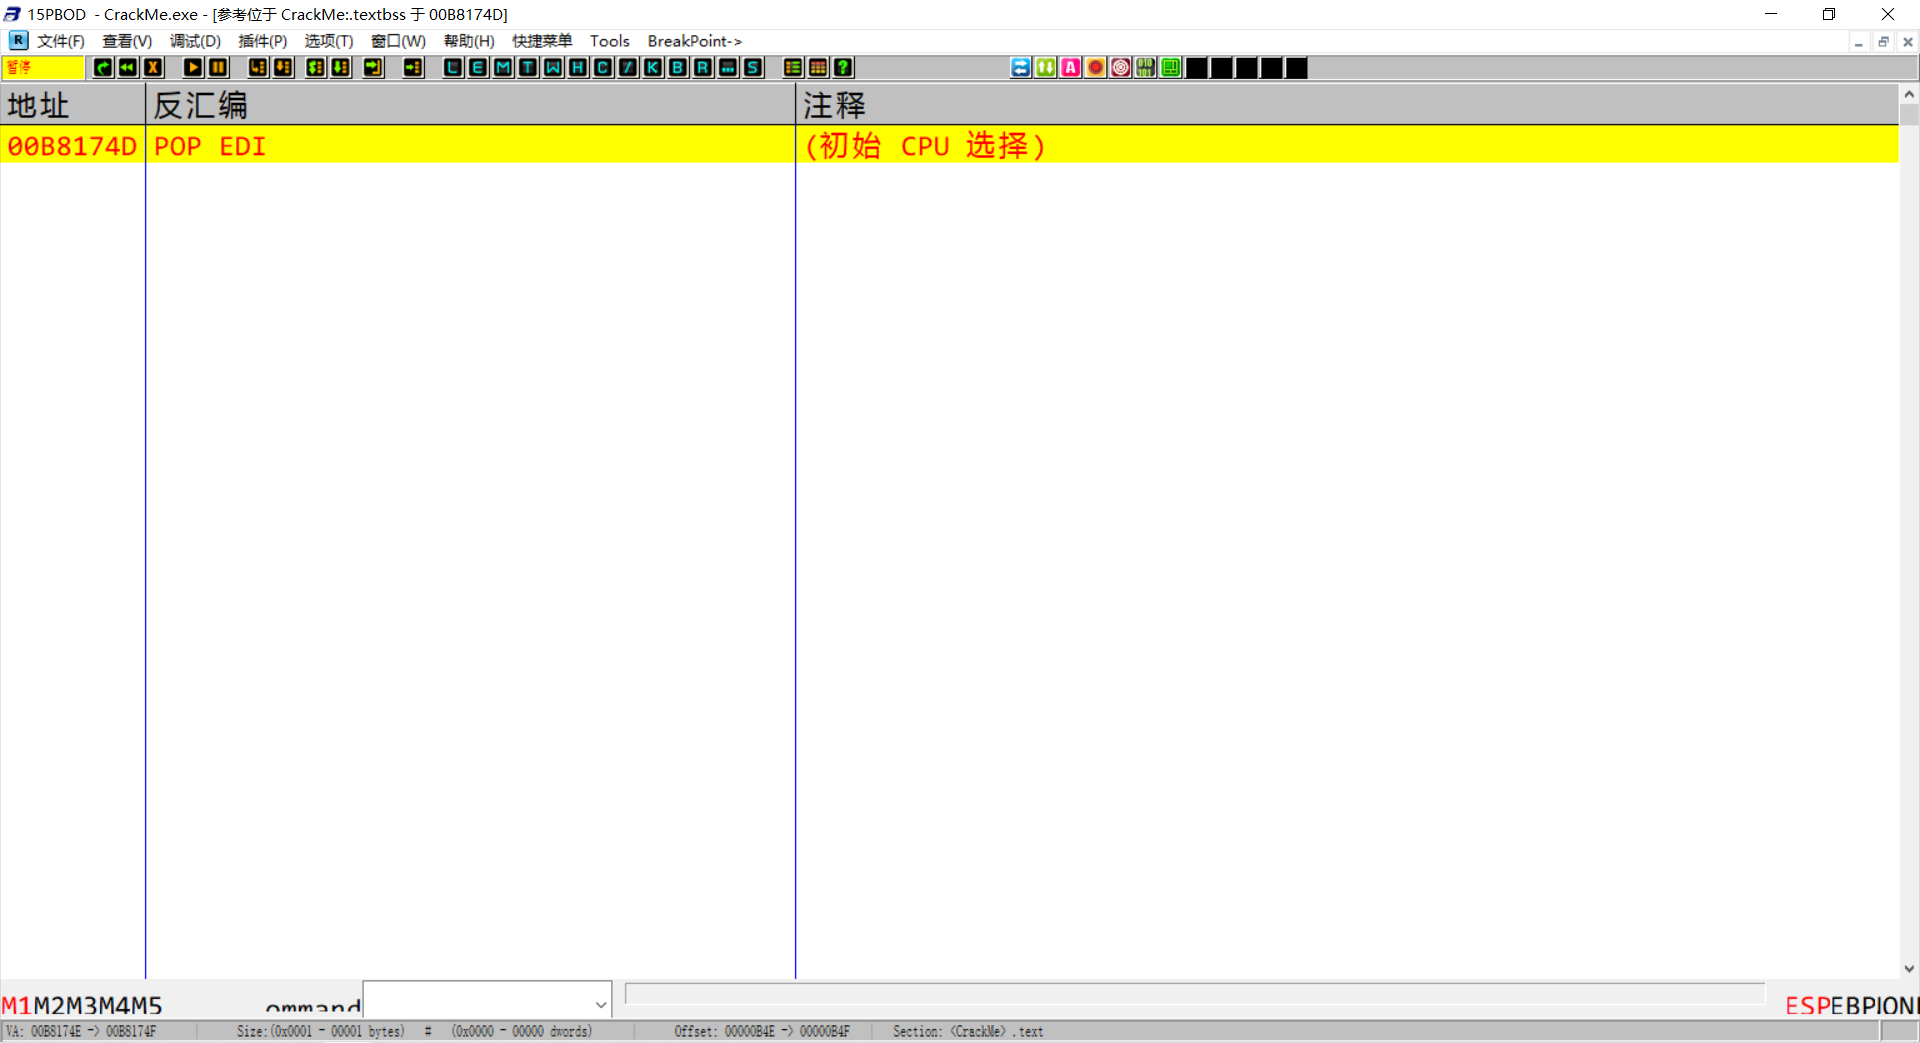 15PBOD - CrackMe.exe - [参考位于 CrackMe:.textbss 于 00B8174D]
R 文件(F) 查看(V) 调试(D) 插件(P) 选项(T) 窗口(W) 帮助(H) 快捷菜单 Tools BreakPoint->
暂停 X L E M T W H C / K B R ... S ? A
地址 反汇编 注释
00B8174D POP EDI (初始 CPU 选择)
M1M2M3M4M5 ommand ESPEBPION
VA: 00B8174E -> 00B8174F Size:(0x0001 - 00001 bytes) # (0x0000 - 00000 dwords) Offset: 00000B4E -> 00000B4F Section: <CrackMe> .text